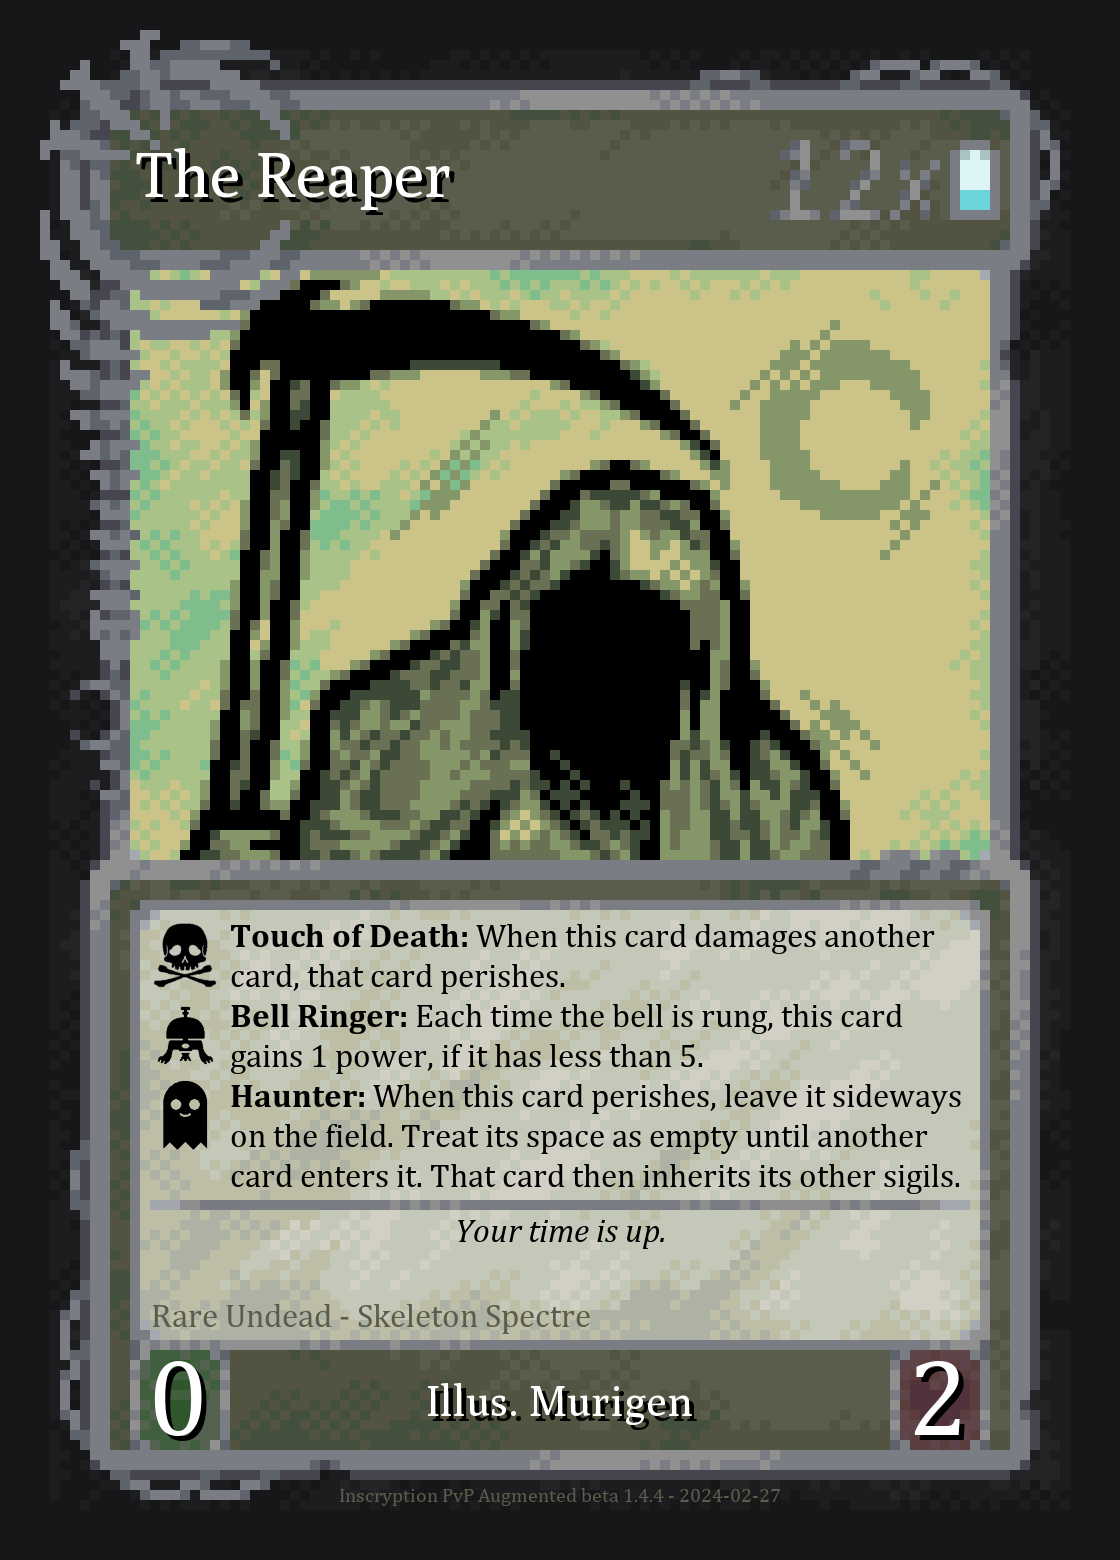 The Reaper 12x
Touch of Death: When this card damages another
card, that card perishes.
Bell Ringer: Each time the bell is rung, this card
gains 1 power, if it has less than 5.
Haunter: When this card perishes, leave it sideways
on the field. Treat its space as empty until another
card enters it. That card then inherits its other sigils.
Your time is up.
Rare Undead - Skeleton Spectre
0 Illus. Murigen 2
Inscryption PvP Augmented beta 1.4.4 - 2024-02-27